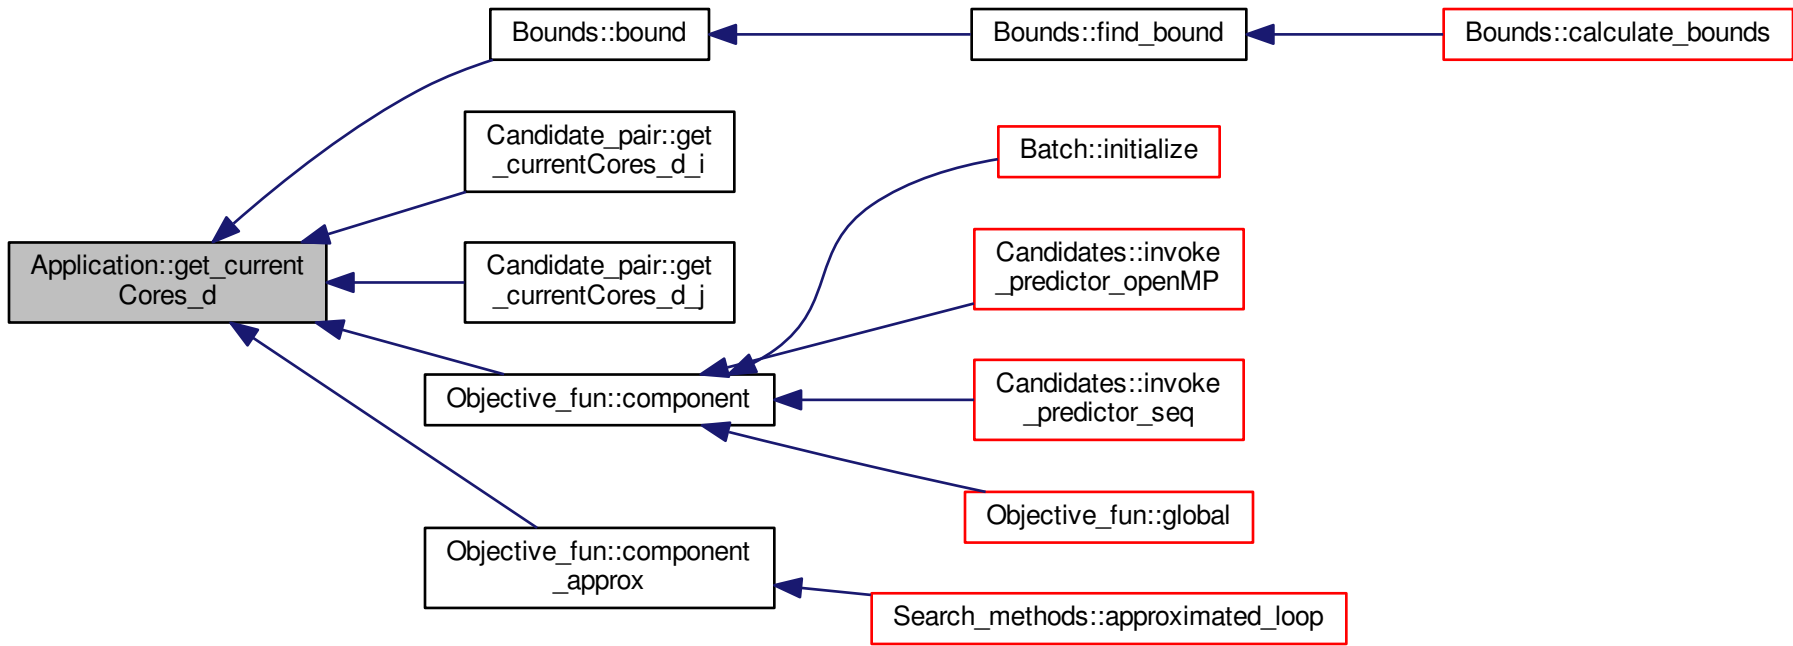 Bounds::bound
Bounds::find_bound
Bounds::calculate_bounds
Candidate_pair::get
_currentCores_d_i
Batch::initialize
Application::get_current
Cores_d
Candidate_pair::get
_currentCores_d_j
Candidates::invoke
_predictor_openMP
Objective_fun::component
Candidates::invoke
_predictor_seq
Objective_fun::global
Objective_fun::component
_approx
Search_methods::approximated_loop